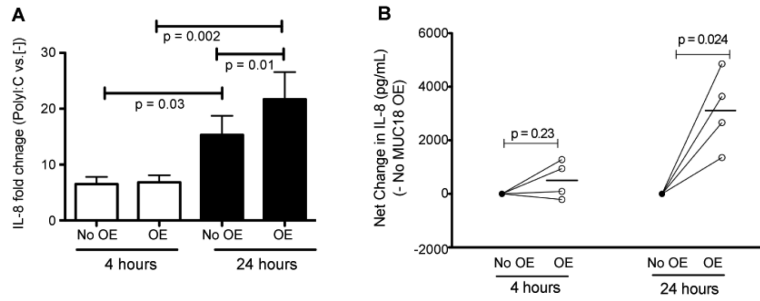 A
IL-8 fold chnage (PolyI:C vs.[-])
30
20
10
0
p = 0.002
p = 0.01
p = 0.03
No OE OE No OE OE
4 hours 24 hours
B
Net Change in IL-8 (pg/mL)
(- No MUC18 OE)
6000
4000
2000
0
-2000
p = 0.024
p = 0.23
No OE OE No OE OE
4 hours 24 hours